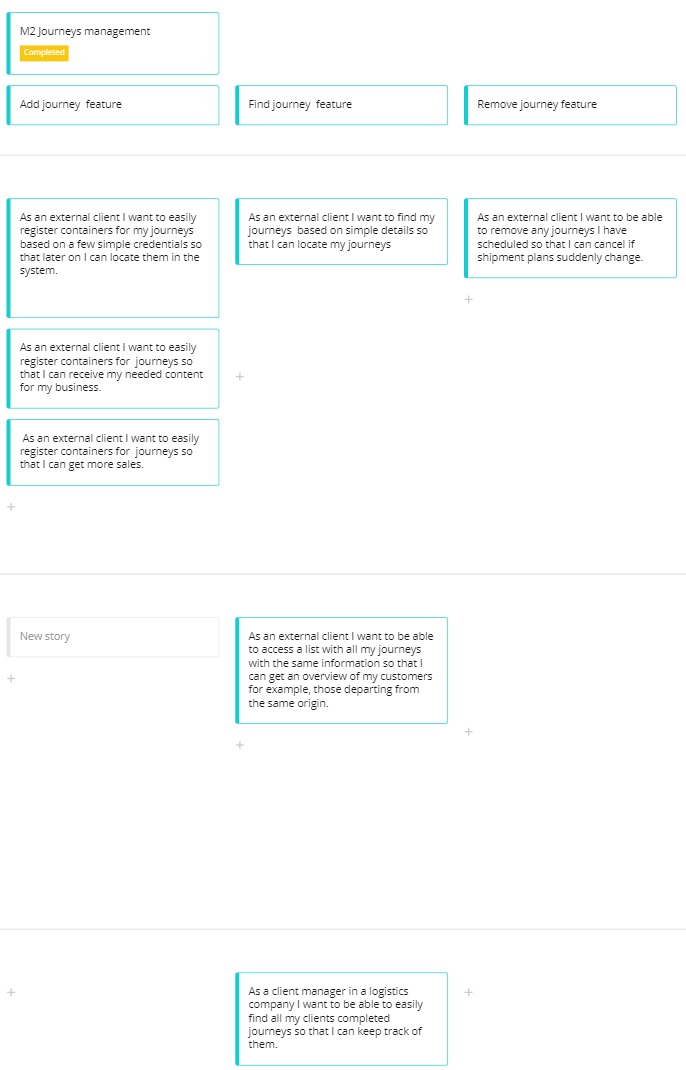 M2 Journeys management
Completed
Add journey  feature
Find journey  feature
Remove journey feature
As an external client I want to easily
register containers for my journeys
based on a few simple credentials so
that later on I can locate them in the
system.
As an external client I want to find my
journeys  based on simple details so
that I can locate my journeys
As an external client I want to be able
to remove any journeys I have
scheduled so that I can cancel if
shipment plans suddenly change.
+
As an external client I want to easily
register containers for  journeys so
that I can receive my needed content
for my business.
+
As an external client I want to easily
register containers for  journeys so
that I can get more sales.
+
New story
+
As an external client I want to be able
to access a list with all my journeys
with the same information so that I
can get an overview of my customers
for example, those departing from
the same origin.
+
+
+
As a client manager in a logistics
company I want to be able to easily
find all my clients completed
journeys so that I can keep track of
them.
+